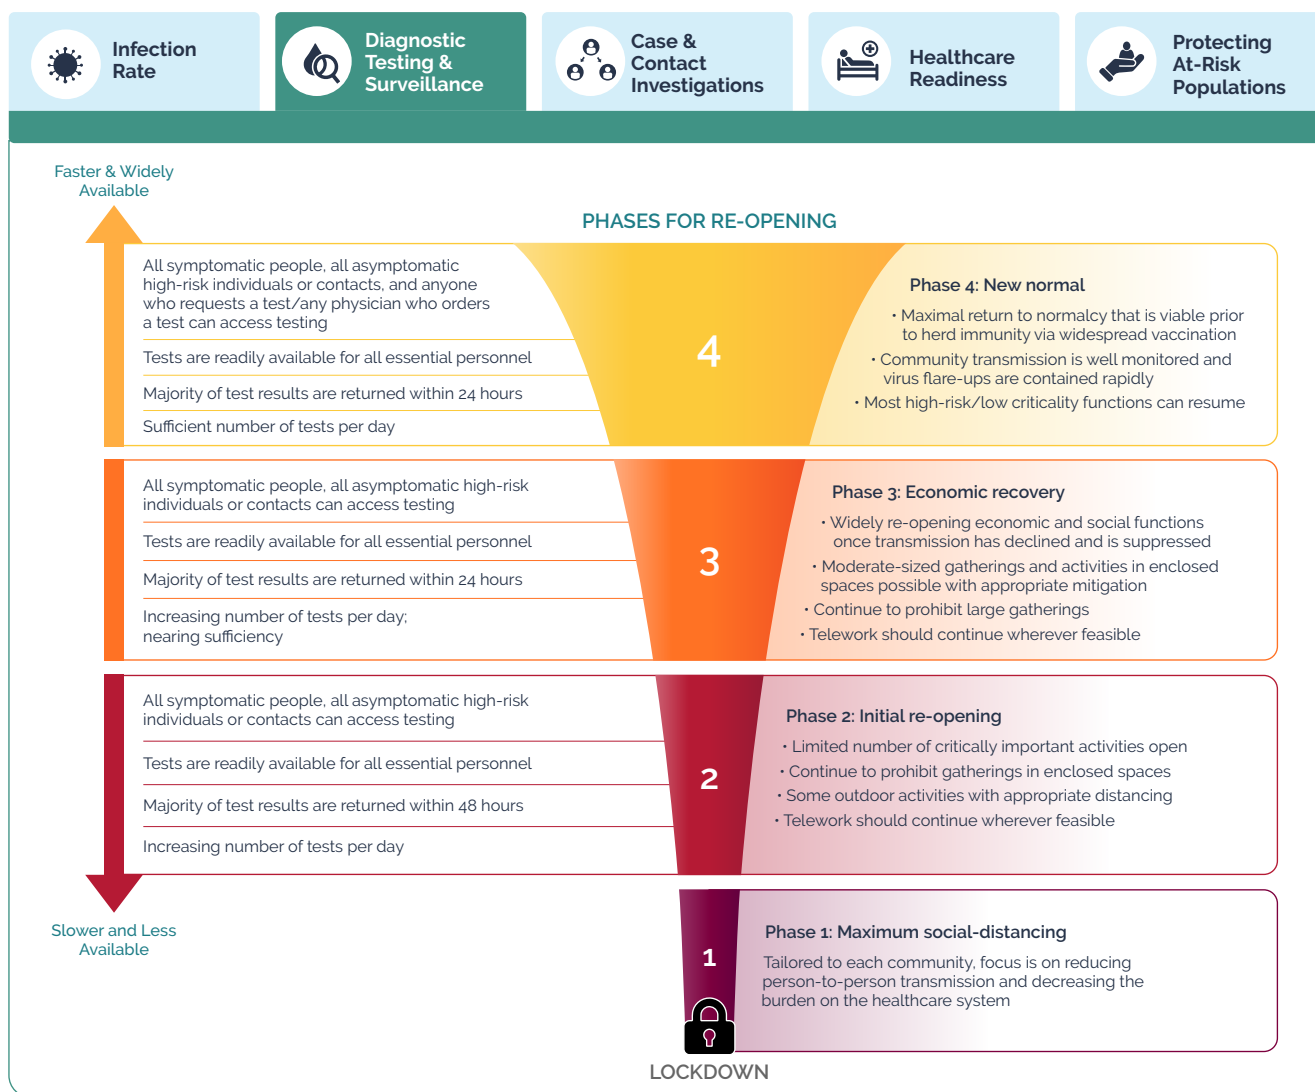 Infection
Rate
Diagnostic
Testing &
Surveillance
Case &
Contact
Investigations
Healthcare
Readiness
Protecting
At-Risk
Populations
Faster & Widely
Available
PHASES FOR RE-OPENING
All symptomatic people, all asymptomatic
high-risk individuals or contacts, and anyone
who requests a test/any physician who orders
a test can access testing
Tests are readily available for all essential personnel
Majority of test results are returned within 24 hours
Sufficient number of tests per day
4
Phase 4: New normal
• Maximal return to normalcy that is viable prior
to herd immunity via widespread vaccination
• Community transmission is well monitored and
virus flare-ups are contained rapidly
• Most high-risk/low criticality functions can resume
All symptomatic people, all asymptomatic high-risk
individuals or contacts can access testing
Tests are readily available for all essential personnel
Majority of test results are returned within 24 hours
Increasing number of tests per day;
nearing sufficiency
3
Phase 3: Economic recovery
• Widely re-opening economic and social functions
once transmission has declined and is suppressed
• Moderate-sized gatherings and activities in enclosed
spaces possible with appropriate mitigation
• Continue to prohibit large gatherings
• Telework should continue wherever feasible
All symptomatic people, all asymptomatic high-risk
individuals or contacts can access testing
Tests are readily available for all essential personnel
Majority of test results are returned within 48 hours
Increasing number of tests per day
2
Phase 2: Initial re-opening
• Limited number of critically important activities open
• Continue to prohibit gatherings in enclosed spaces
• Some outdoor activities with appropriate distancing
• Telework should continue wherever feasible
Slower and Less
Available
1
Phase 1: Maximum social-distancing
Tailored to each community, focus is on reducing
person-to-person transmission and decreasing the
burden on the healthcare system
LOCKDOWN